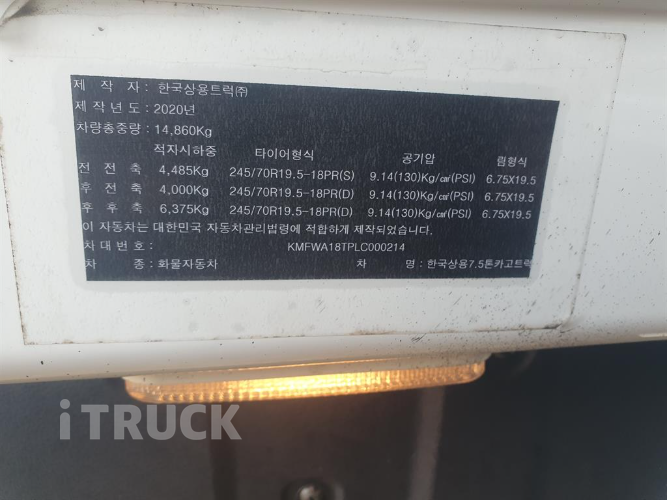 제 작 자 : 한국상용트럭㈜
제 작 년 도 : 2020년
차량총중량 : 14,860Kg
적차시하중 타이어형식 공기압 림형식
전 전 축 4,485Kg 245/70R19.5-18PR(S) 9.14(130)Kg/㎠(PSI) 6.75X19.5
후 전 축 4,000Kg 245/70R19.5-18PR(D) 9.14(130)Kg/㎠(PSI) 6.75X19.5
후 후 축 6,375Kg 245/70R19.5-18PR(D) 9.14(130)Kg/㎠(PSI) 6.75X19.5
이 자동차는 대한민국 자동차관리법령에 적합하게 제작되었습니다.
차 대 번 호 : KMFWA18TPLC000214
차 종 : 화물자동차 차 명 : 한국상용7.5톤카고트럭
iTRUCK